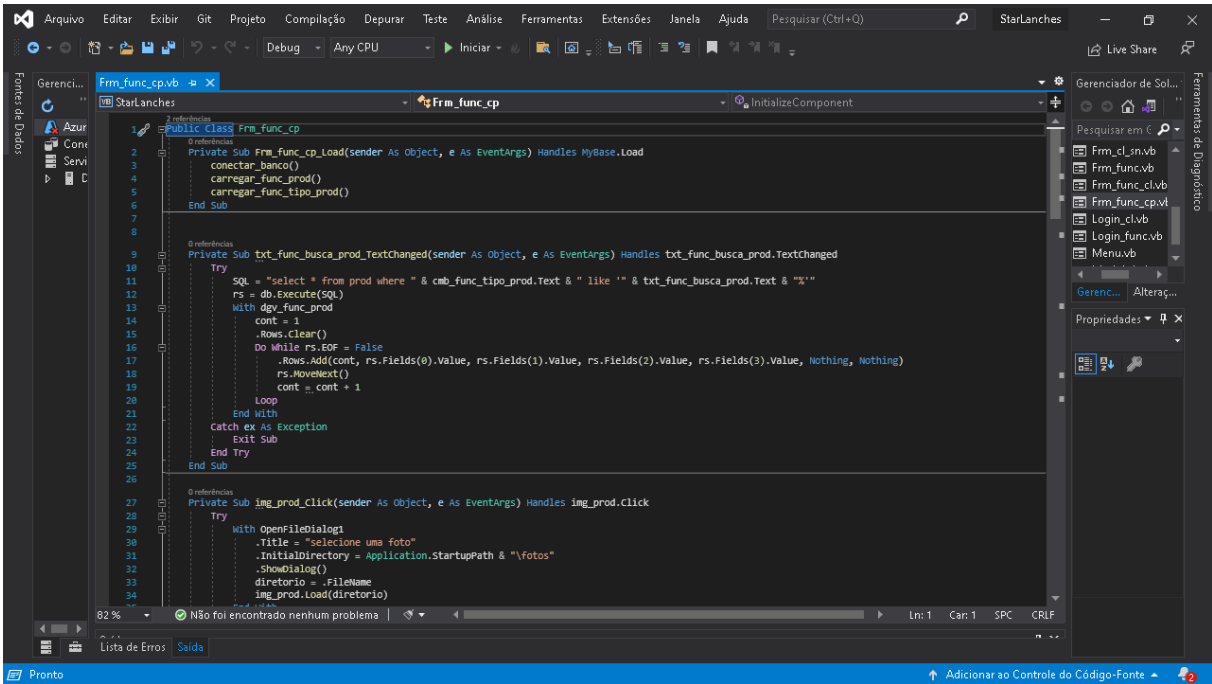 Arquivo Editar Exibir Git Projeto Compilação Depurar Teste Análise Ferramentas Extensões Janela Ajuda Pesquisar (Ctrl+Q) StarLanches
Debug Any CPU Iniciar Live Share
Fontes de Dados
Gerenci...
Azur
Cone
Servi
D
Frm_func_cp.vb
StarLanches Frm_func_cp InitializeComponent
2 referências
1 Public Class Frm_func_cp
0 referências
2 Private Sub Frm_func_cp_Load(sender As Object, e As EventArgs) Handles MyBase.Load
3 conectar_banco()
4 carregar_func_prod()
5 carregar_func_tipo_prod()
6 End Sub
7
8
0 referências
9 Private Sub txt_func_busca_prod_TextChanged(sender As Object, e As EventArgs) Handles txt_func_busca_prod.TextChanged
10 Try
11 SQL = "select * from prod where " & cmb_func_tipo_prod.Text & " like '" & txt_func_busca_prod.Text & "%'"
12 rs = db.Execute(SQL)
13 With dgv_func_prod
14 cont = 1
15 .Rows.Clear()
16 Do While rs.EOF = False
17 .Rows.Add(cont, rs.Fields(0).Value, rs.Fields(1).Value, rs.Fields(2).Value, rs.Fields(3).Value, Nothing, Nothing)
18 rs.MoveNext()
19 cont = cont + 1
20 Loop
21 End With
22 Catch ex As Exception
23 Exit Sub
24 End Try
25 End Sub
26
0 referências
27 Private Sub img_prod_Click(sender As Object, e As EventArgs) Handles img_prod.Click
28 Try
29 With OpenFileDialog1
30 .Title = "selecione uma foto"
31 .InitialDirectory = Application.StartupPath & "\fotos"
32 .ShowDialog()
33 diretorio = .FileName
34 img_prod.Load(diretorio)
82 % Não foi encontrado nenhum problema Ln: 1 Car: 1 SPC CRLF
Lista de Erros Saída
Gerenciador de Sol...
Pesquisar em
Frm_cl_sn.vb
Frm_func.vb
Frm_func_cl.vb
Frm_func_cp.vb
Login_cl.vb
Login_func.vb
Menu.vb
Gerenc... Alteraç...
Propriedades
Ferramentas de Diagnóstico
Pronto Adicionar ao Controle do Código-Fonte 2